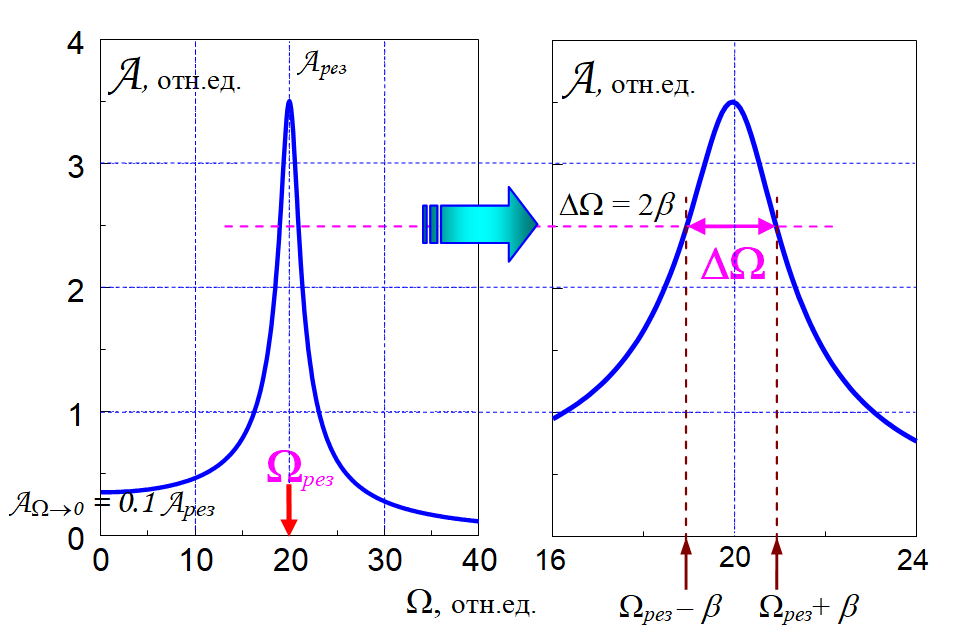 4
3
2
1
0
𝒜, отн.ед.
𝒜рез
Ωрез
𝒜Ω→0 = 0.1 𝒜рез
0 10 20 30 40
Ω, отн.ед.
𝒜, отн.ед.
ΔΩ = 2β
ΔΩ
16 20 24
Ωрез – β Ωрез + β